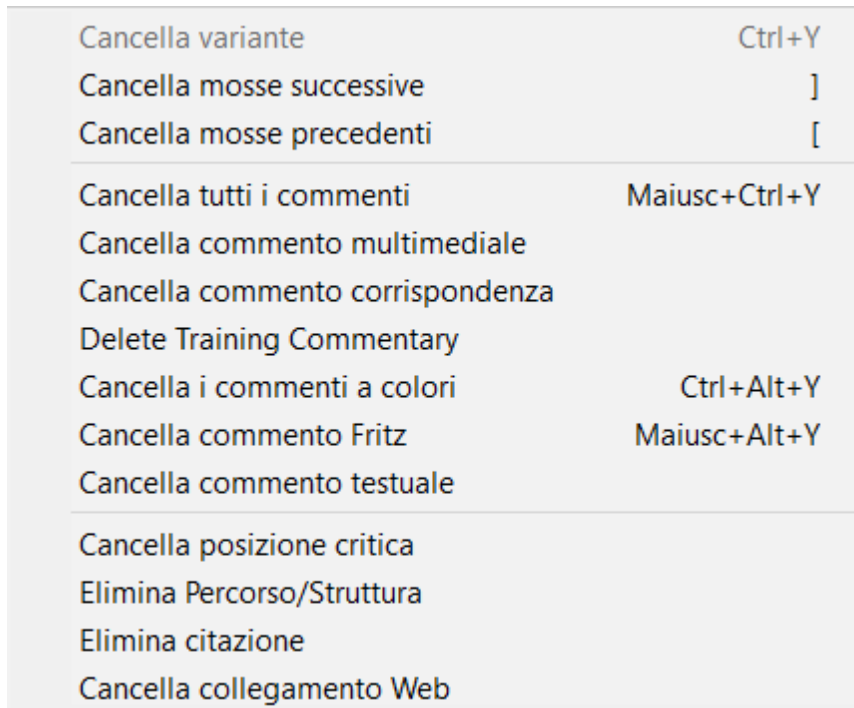 Cancella variante Ctrl+Y
Cancella mosse successive ]
Cancella mosse precedenti [
Cancella tutti i commenti Maiusc+Ctrl+Y
Cancella commento multimediale
Cancella commento corrispondenza
Delete Training Commentary
Cancella i commenti a colori Ctrl+Alt+Y
Cancella commento Fritz Maiusc+Alt+Y
Cancella commento testuale
Cancella posizione critica
Elimina Percorso/Struttura
Elimina citazione
Cancella collegamento Web